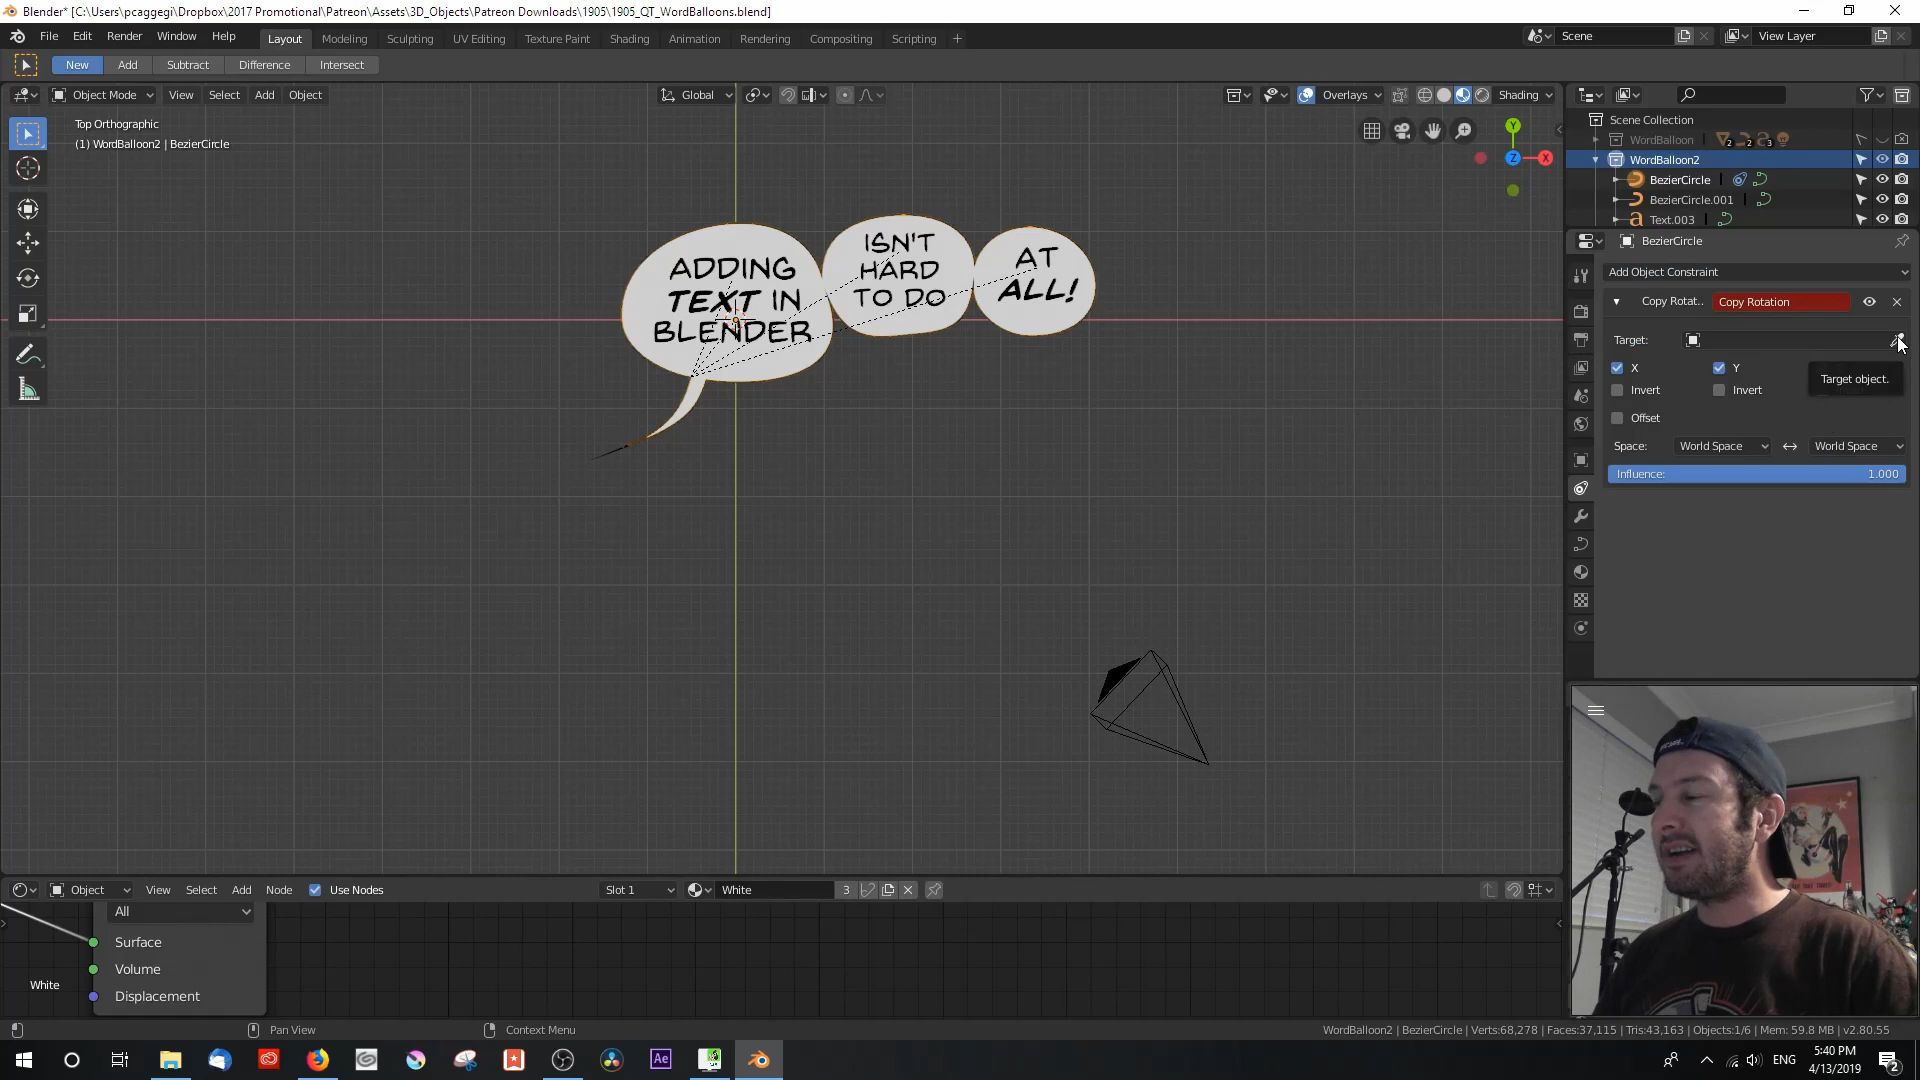 Blender* [C:\Users\pcaggegi\Dropbox\2017 Promotional\Patreon\Assets\3D_Objects\Patreon Downloads\1905\1905_QT_WordBalloons.blend]
File Edit Render Window Help Layout Modeling Sculpting UV Editing Texture Paint Shading Animation Rendering Compositing Scripting + Scene View Layer
New Add Subtract Difference Intersect
Object Mode View Select Add Object Global Overlays Shading
Top Orthographic
(1) WordBalloon2 | BezierCircle
Y
Z X
ADDING
TEXT IN
BLENDER
ISN'T
HARD
TO DO
AT
ALL!
Scene Collection
WordBalloon 2 2 3
WordBalloon2
BezierCircle
BezierCircle.001
Text.003
BezierCircle
Add Object Constraint
Copy Rotat.. Copy Rotation
Target:
X Y
Target object.
Invert Invert
Offset
Space: World Space World Space
Influence: 1.000
Object View Select Add Node Use Nodes Slot 1 White 3
All
Surface
Volume
Displacement
White
Pan View Context Menu
WordBalloon2 | BezierCircle | Verts:68,278 | Faces:37,115 | Tris:43,163 | Objects:1/6 | Mem: 59.8 MB | v2.80.55
Ae
ENG
5:40 PM
4/13/2019
2